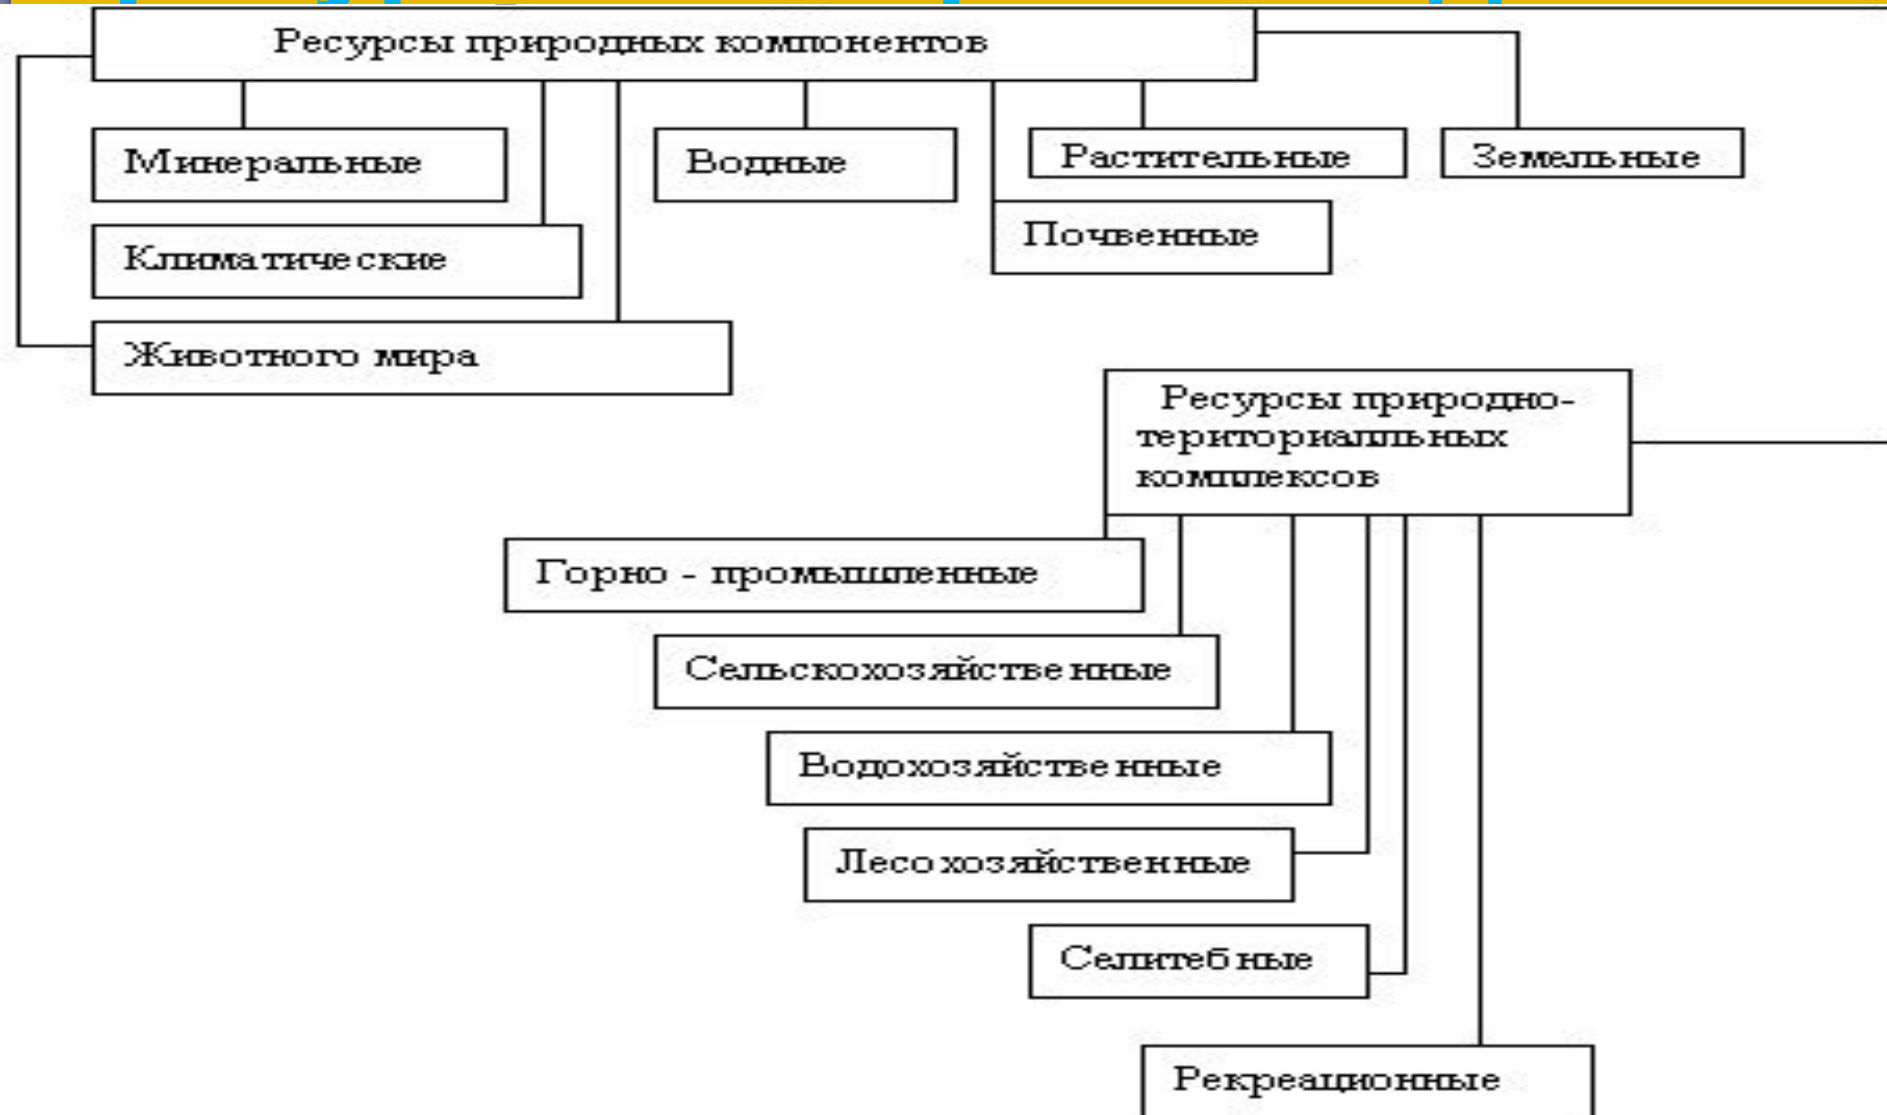 Ресурсы природных компонентов
Минеральные
Водные
Растительные
Земельные
Почвенные
Климатические
Животного мира
Ресурсы природно-
териториалльных
комплексов
Горно - промышленные
Сельскохозяйственные
Водохозяйственные
Лесохозяйственные
Селитебные
Рекреационные